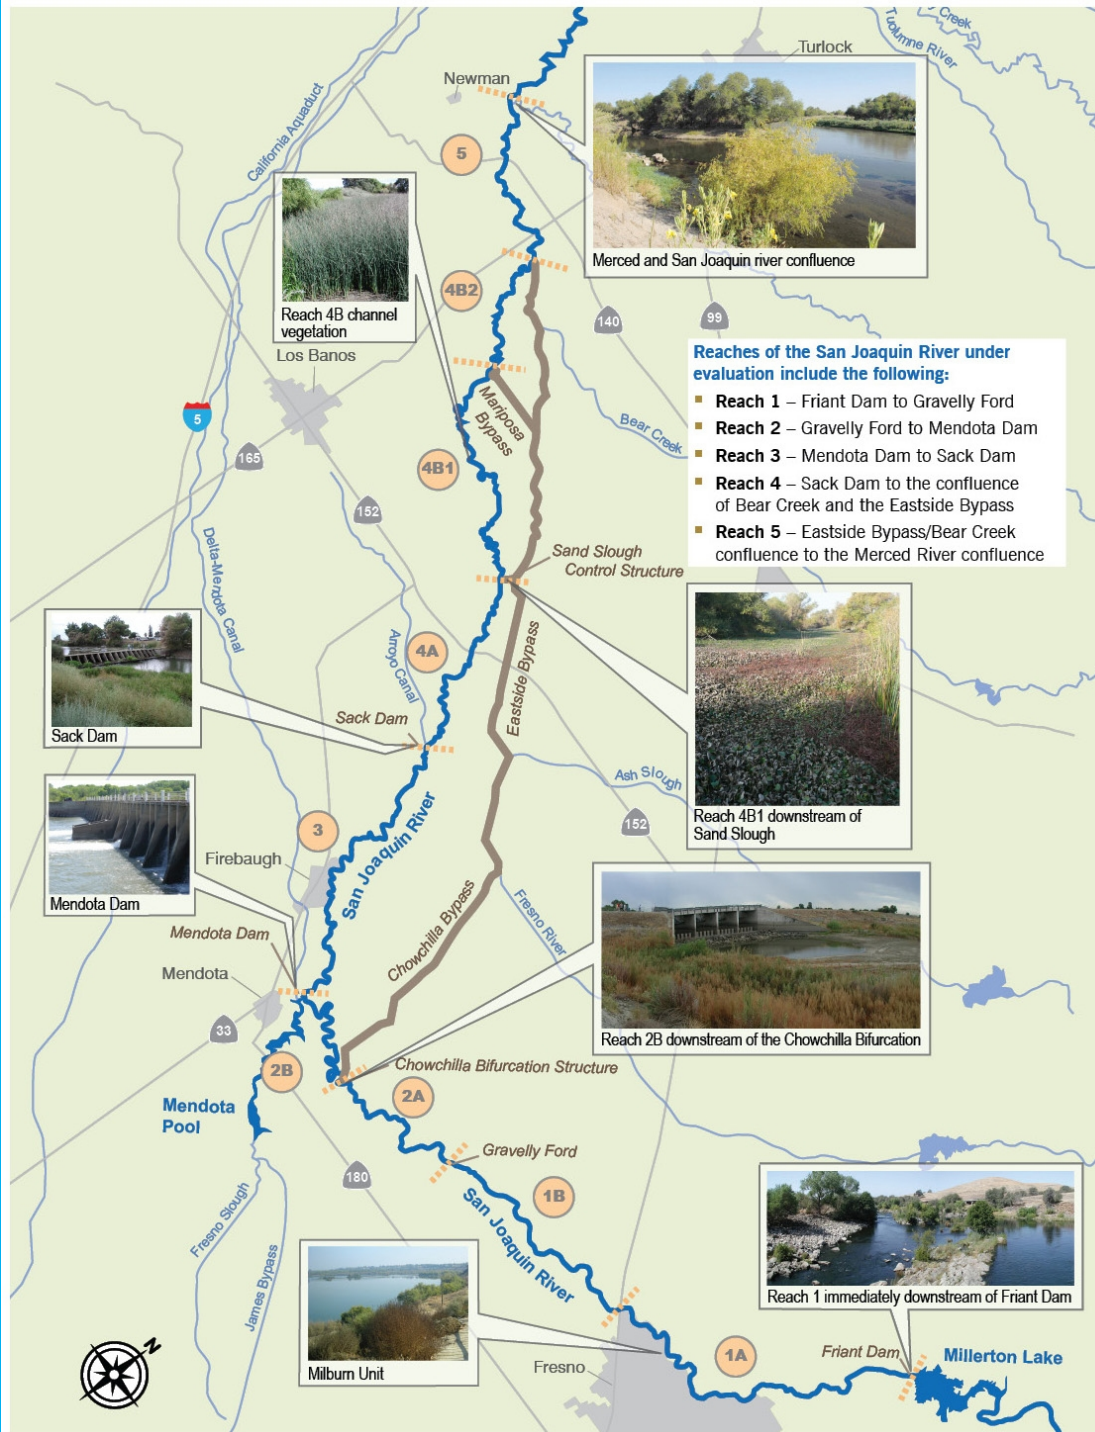 Turlock
Creek
Tuolumne River
Newman
California Aquaduct
5
Merced and San Joaquin river confluence
4B2
Reach 4B channel
vegetation
140
99
Los Banos
Reaches of the San Joaquin River under
evaluation include the following:
Reach 1 – Friant Dam to Gravelly Ford
Reach 2 – Gravelly Ford to Mendota Dam
Reach 3 – Mendota Dam to Sack Dam
Reach 4 – Sack Dam to the confluence
of Bear Creek and the Eastside Bypass
Reach 5 – Eastside Bypass/Bear Creek
confluence to the Merced River confluence
Mariposa
Bypass
5
Bear Creek
165
4B1
152
Delta-Mendota Canal
Sand Slough
Control Structure
Arroyo Canal
4A
Eastside Bypass
Sack Dam
Sack Dam
Ash Slough
Reach 4B1 downstream of
Sand Slough
152
3
San Joaquin River
Firebaugh
Mendota Dam
Chowchilla Bypass
Fresno River
Mendota Dam
Mendota
33
Reach 2B downstream of the Chowchilla Bifurcation
2B
Chowchilla Bifurcation Structure
2A
Mendota
Pool
Gravelly Ford
180
1B
San Joaquin River
Fresno Slough
James Bypass
Reach 1 immediately downstream of Friant Dam
N
Milburn Unit
Fresno
1A
Friant Dam
Millerton Lake